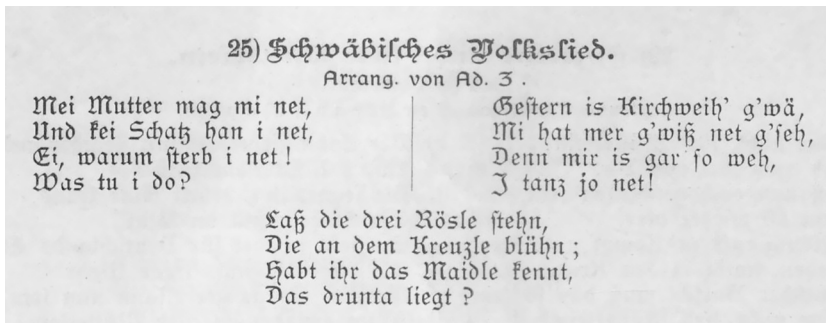 25) Schwäbisches Volkslied.
Arrang. von Ad. Z.
Mei Mutter mag mi net,
Und kei Schatz han i net,
Ei, warum sterb i net!
Was tu i do?
Gestern is Kirchweih' g'wä,
Mi hat mer g'wiß net g'seh,
Denn mir is gar so weh,
I tanz jo net!
Laß die drei Rösle stehn,
Die an dem Kreuzle blühn;
Habt ihr das Maidle kennt,
Das drunta liegt?